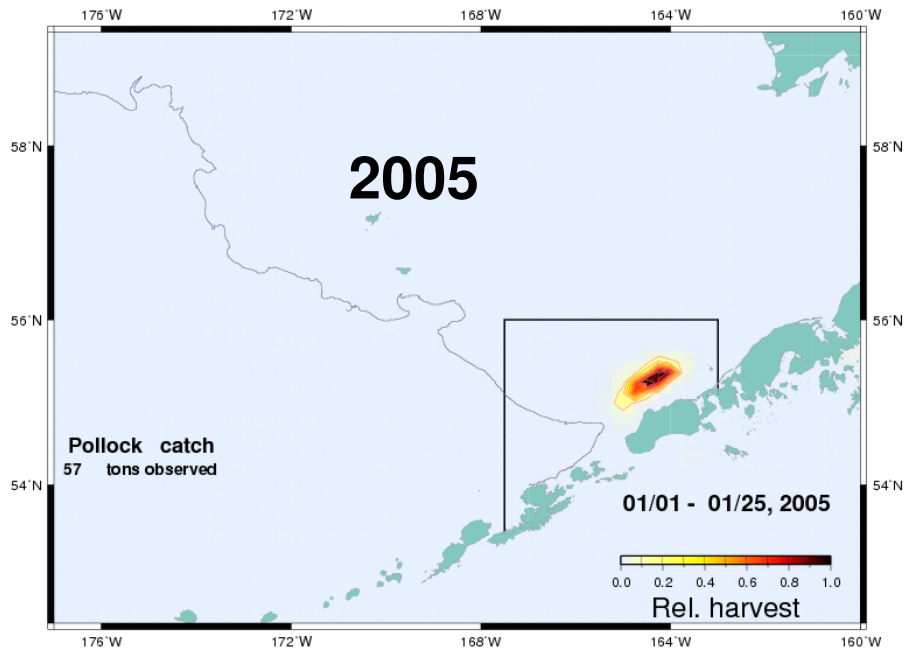 176°W 172°W 168°W 164°W 160°W
58°N 58°N
2005
56°N 56°N
Pollock catch
57 tons observed
54°N 54°N
01/01 - 01/25, 2005
0.0 0.2 0.4 0.6 0.8 1.0
Rel. harvest
176°W 172°W 168°W 164°W 160°W